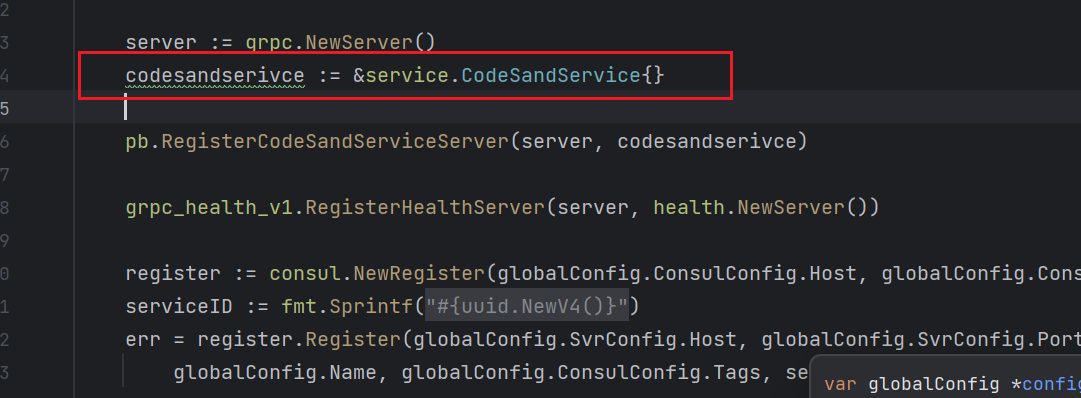 2
3 server := grpc.NewServer()
4 codesandserivce := &service.CodeSandService{}
5
6 pb.RegisterCodeSandServiceServer(server, codesandserivce)
7
8 grpc_health_v1.RegisterHealthServer(server, health.NewServer())
9
0 register := consul.NewRegister(globalConfig.ConsulConfig.Host, globalConfig.Cons
1 serviceID := fmt.Sprintf("#{uuid.NewV4()}")
2 err = register.Register(globalConfig.SvrConfig.Host, globalConfig.SvrConfig.Port
3 globalConfig.Name, globalConfig.ConsulConfig.Tags, se
var globalConfig *config